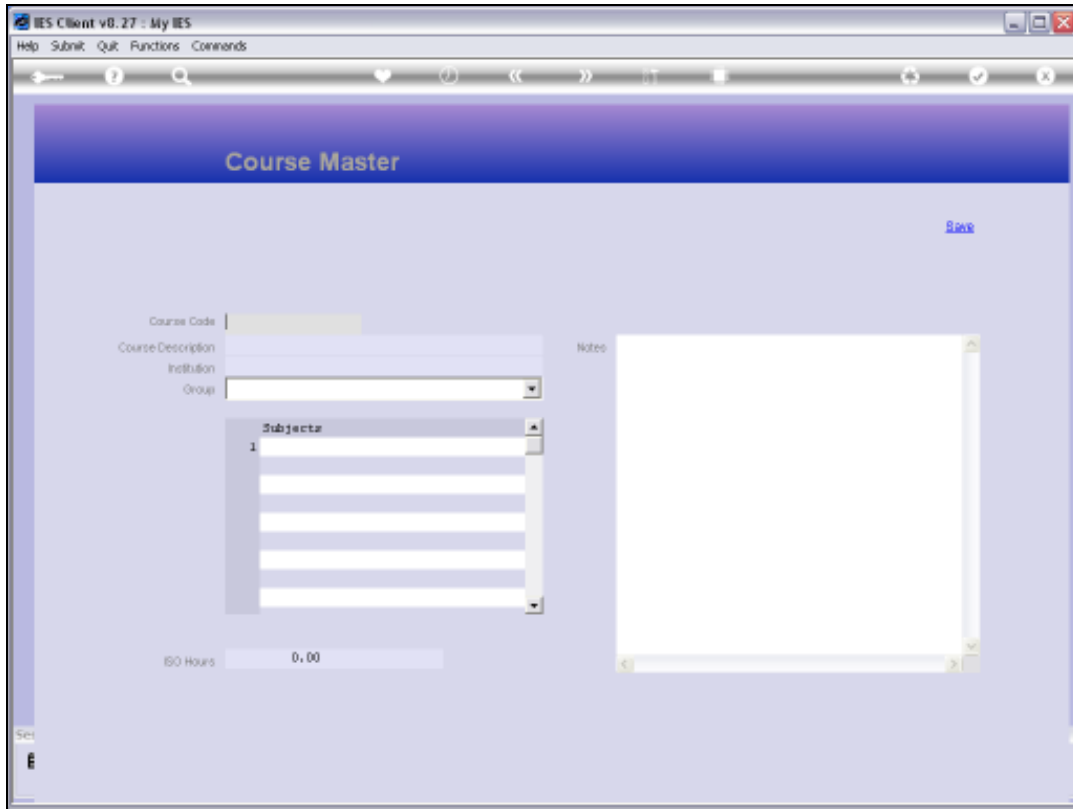 IES Client v8.27 : My IES
Help Submit Quit Functions Commands
Course Master
Save
Course Code
Course Description
Notes
Institution
Group
Subjects
1
ISO Hours 0.00
Ses